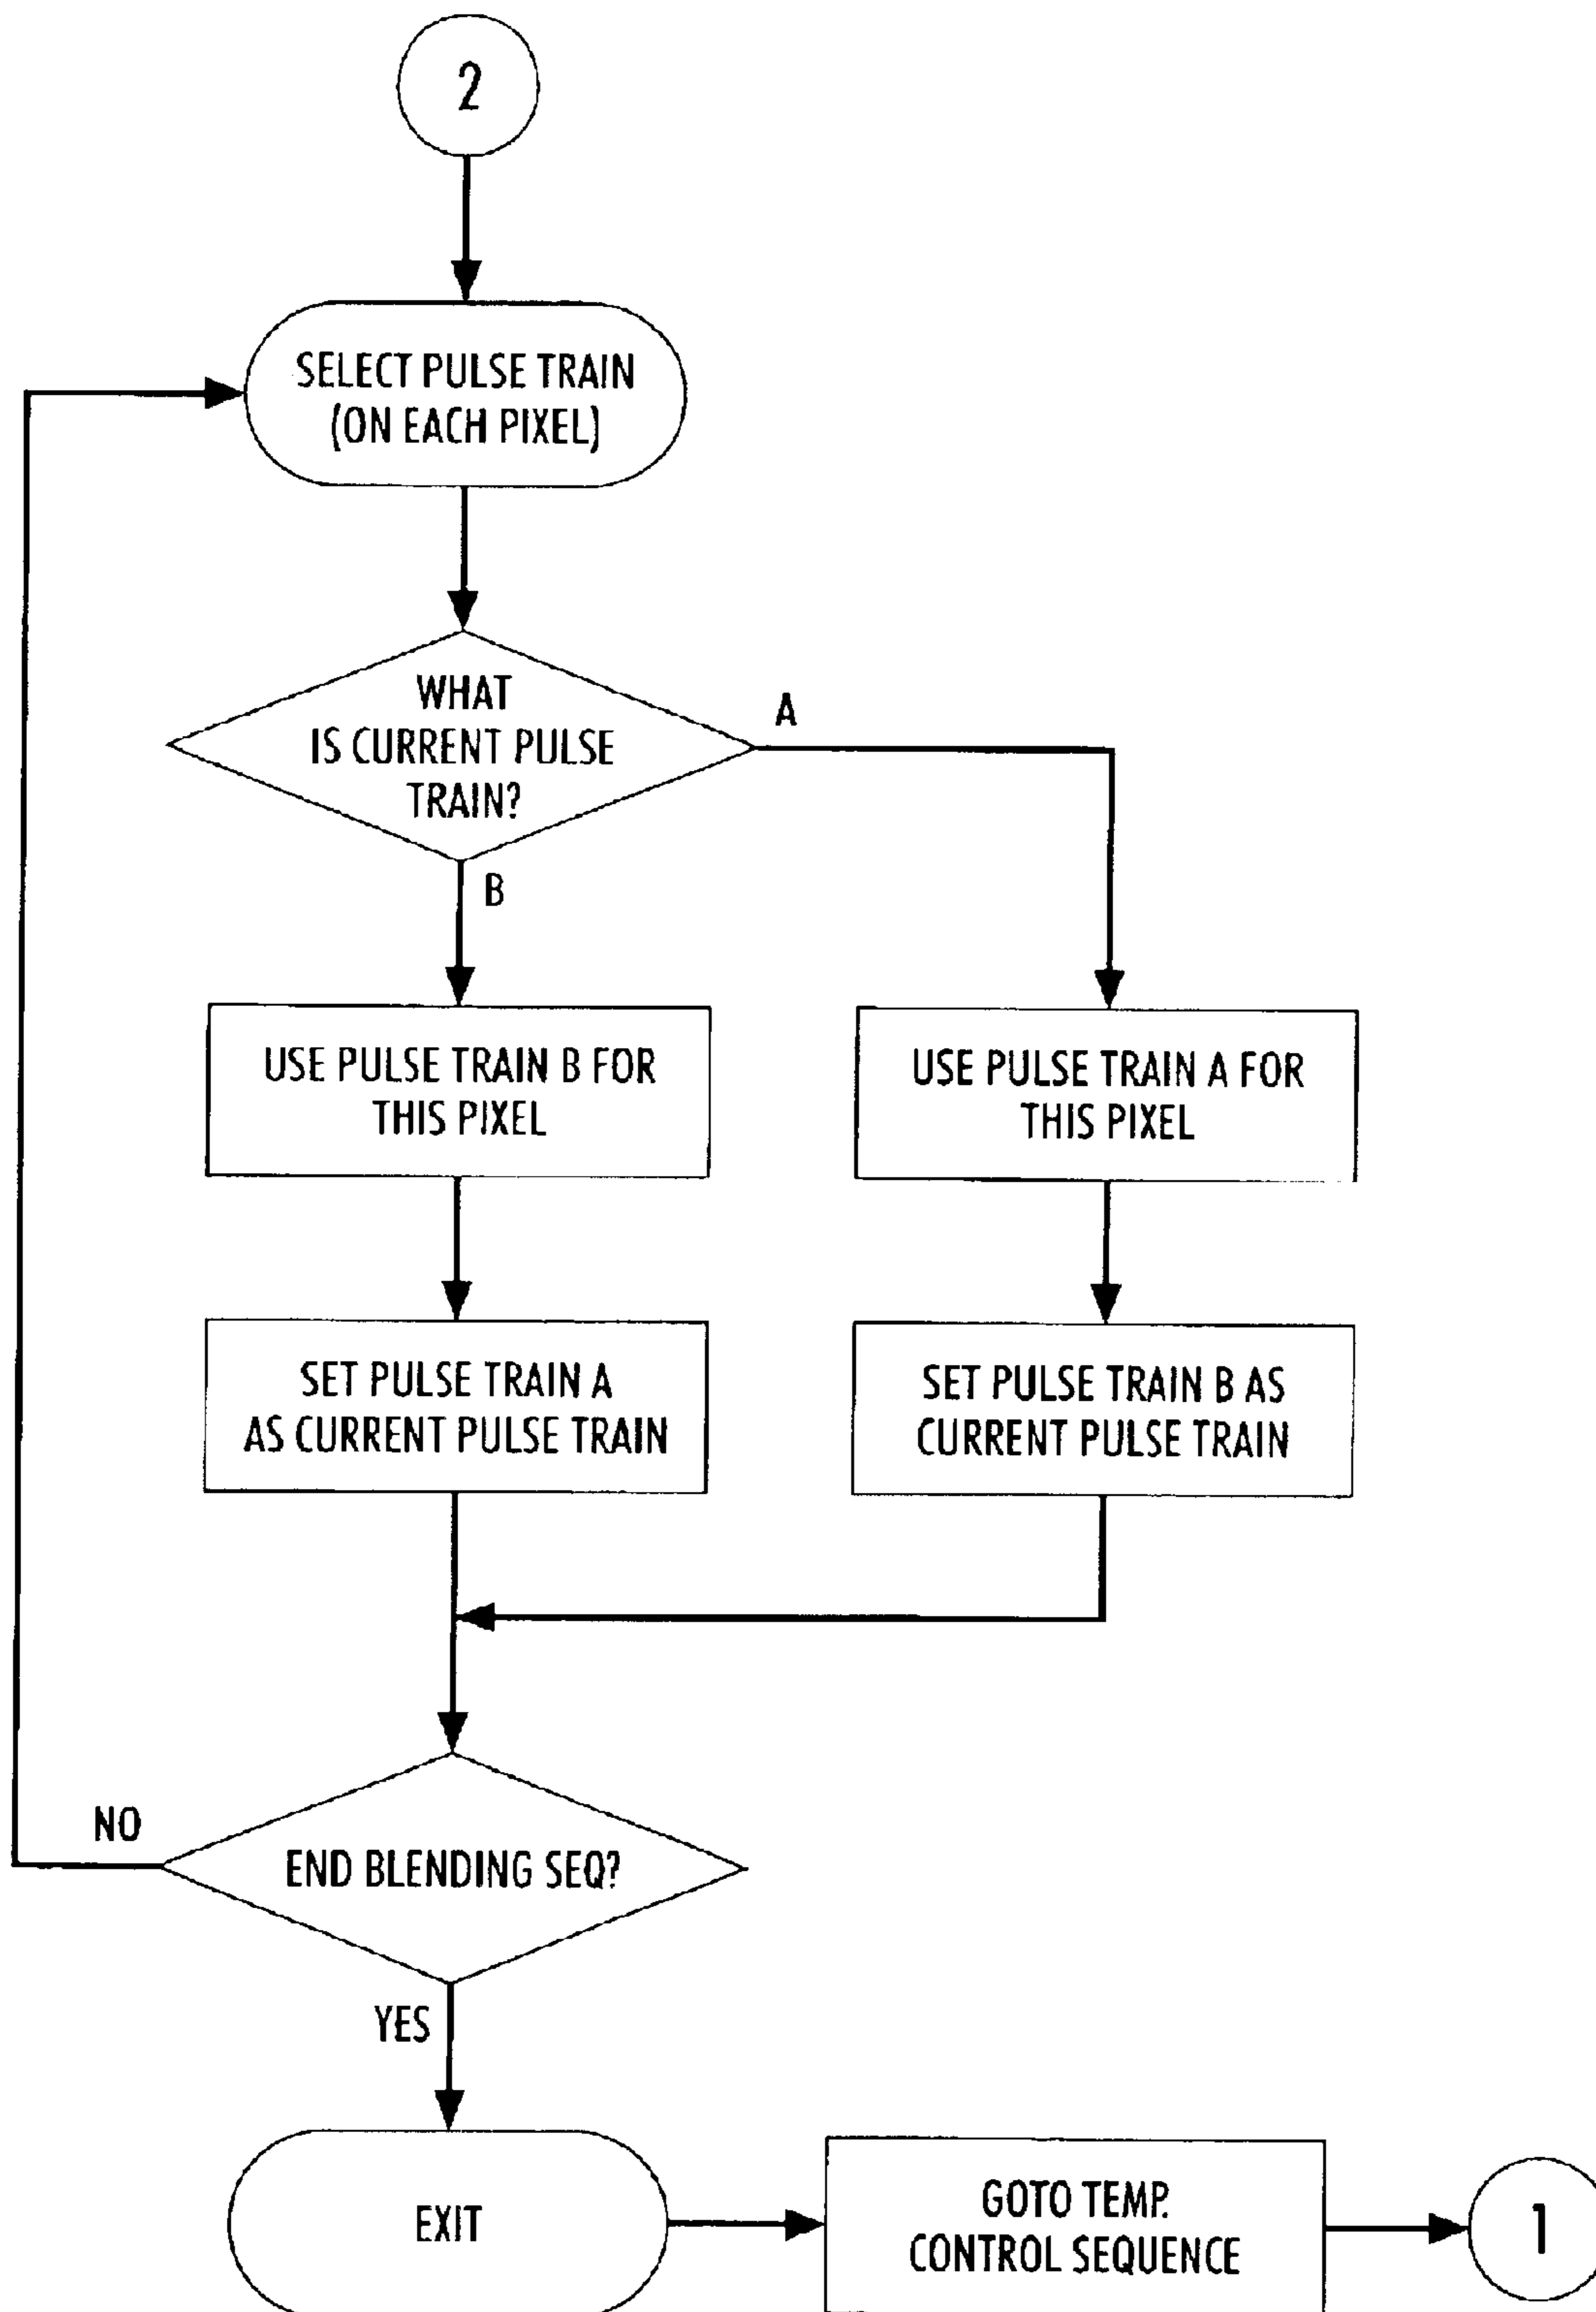 2
SELECT PULSE TRAIN
(ON EACH PIXEL)
WHAT
IS CURRENT PULSE
TRAIN?
A
B
USE PULSE TRAIN B FOR
THIS PIXEL
USE PULSE TRAIN A FOR
THIS PIXEL
SET PULSE TRAIN A
AS CURRENT PULSE TRAIN
SET PULSE TRAIN B AS
CURRENT PULSE TRAIN
NO
END BLENDING SEQ?
YES
EXIT
GOTO TEMP.
CONTROL SEQUENCE
1